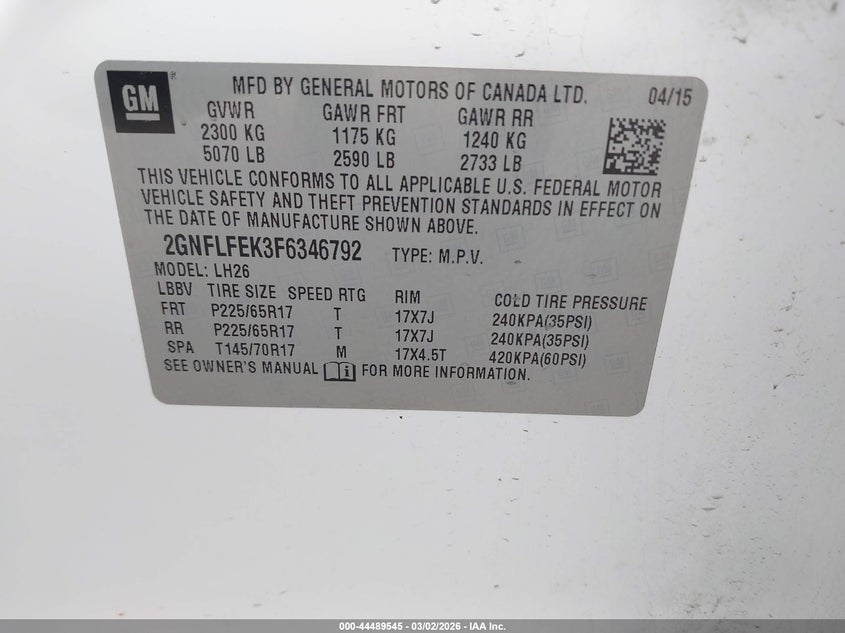 GM
MFD BY GENERAL MOTORS OF CANADA LTD. 04/15
GVWR GAWR FRT GAWR RR
2300 KG 1175 KG 1240 KG
5070 LB 2590 LB 2733 LB
THIS VEHICLE CONFORMS TO ALL APPLICABLE U.S. FEDERAL MOTOR
VEHICLE SAFETY AND THEFT PREVENTION STANDARDS IN EFFECT ON
THE DATE OF MANUFACTURE SHOWN ABOVE.
2GNFLFEK3F6346792 TYPE: M.P.V.
MODEL: LH26
LBBV TIRE SIZE SPEED RTG RIM COLD TIRE PRESSURE
FRT P225/65R17 T 17X7J 240KPA(35PSI)
RR P225/65R17 T 17X7J 240KPA(35PSI)
SPA T145/70R17 M 17X4.5T 420KPA(60PSI)
SEE OWNER'S MANUAL FOR MORE INFORMATION.
000-44489545 - 03/02/2026 - IAA Inc.